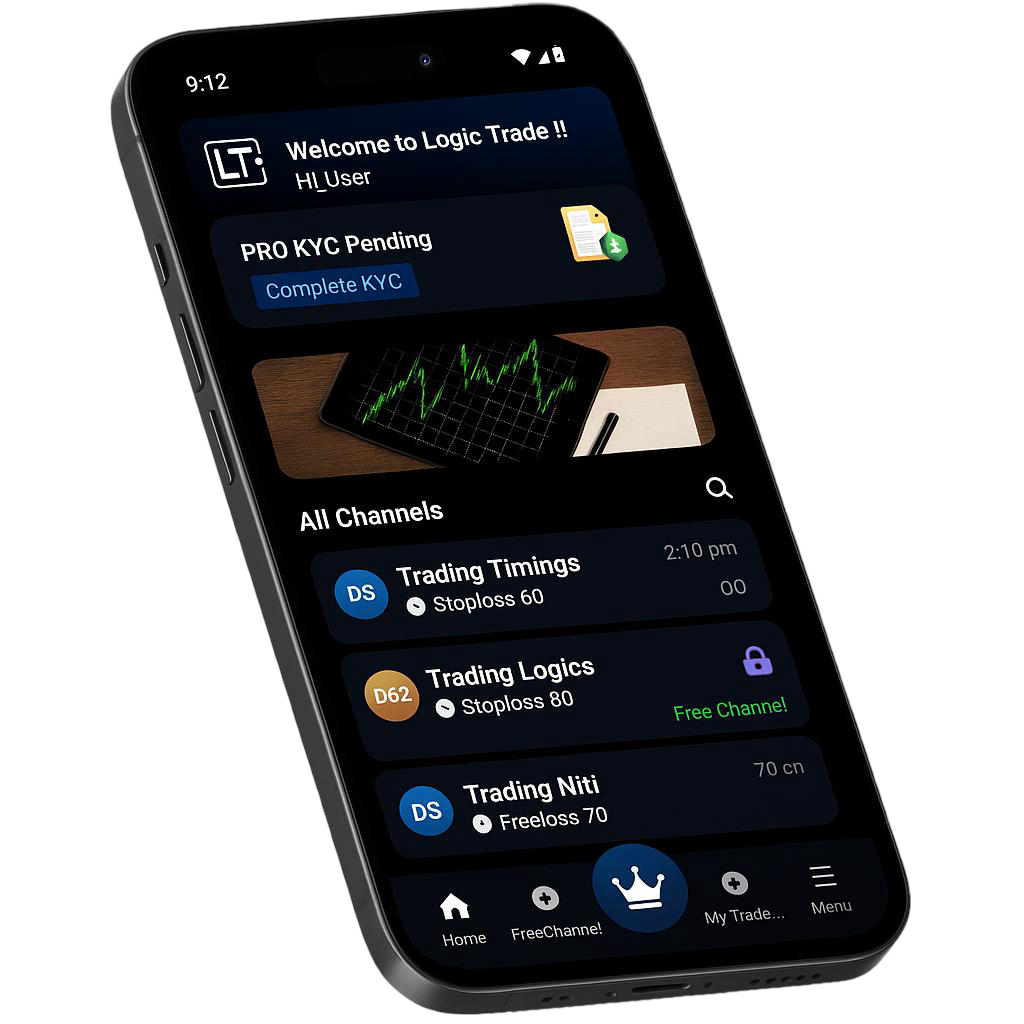 9:12
LT
Welcome to Logic Trade !!
HI_User
PRO KYC Pending
Complete KYC
All Channels
DS
Trading Timings
2:10 pm
Stoploss 60
OO
D62
Trading Logics
Stoploss 80
Free Channe!
DS
Trading Niti
70 cn
Freeloss 70
Home
FreeChanne!
My Trade...
Menu